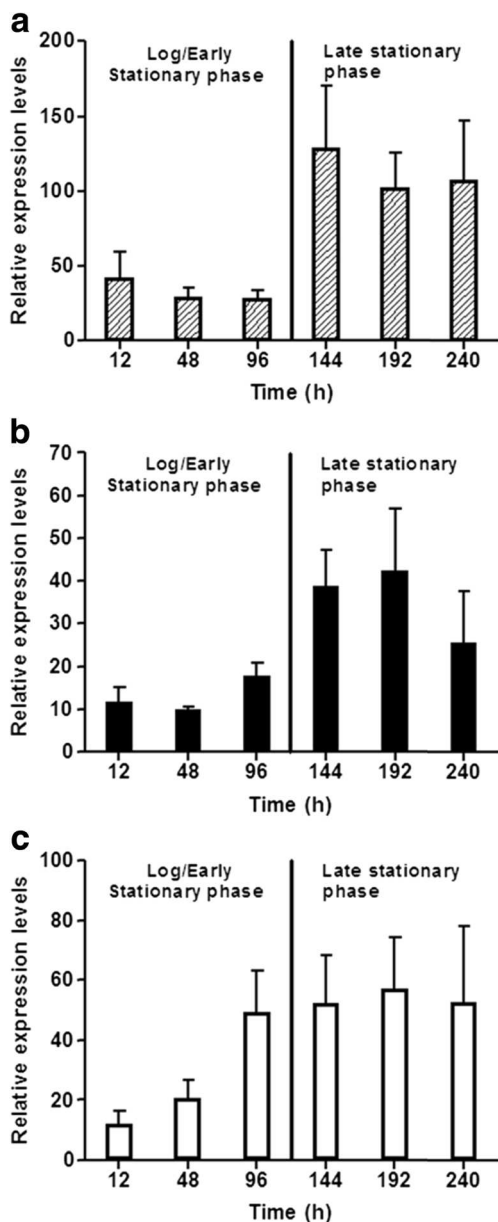 a
Relative expression levels
200
150
100
50
0
Log/Early
Stationary phase
Late stationary
phase
12 48 96 144 192 240
Time (h)
b
Relative expression levels
70
60
50
40
30
20
10
0
Log/Early
Stationary phase
Late stationary
phase
12 48 96 144 192 240
Time (h)
c
Relative expression levels
100
80
60
40
20
0
Log/Early
Stationary phase
Late stationary
phase
12 48 96 144 192 240
Time (h)